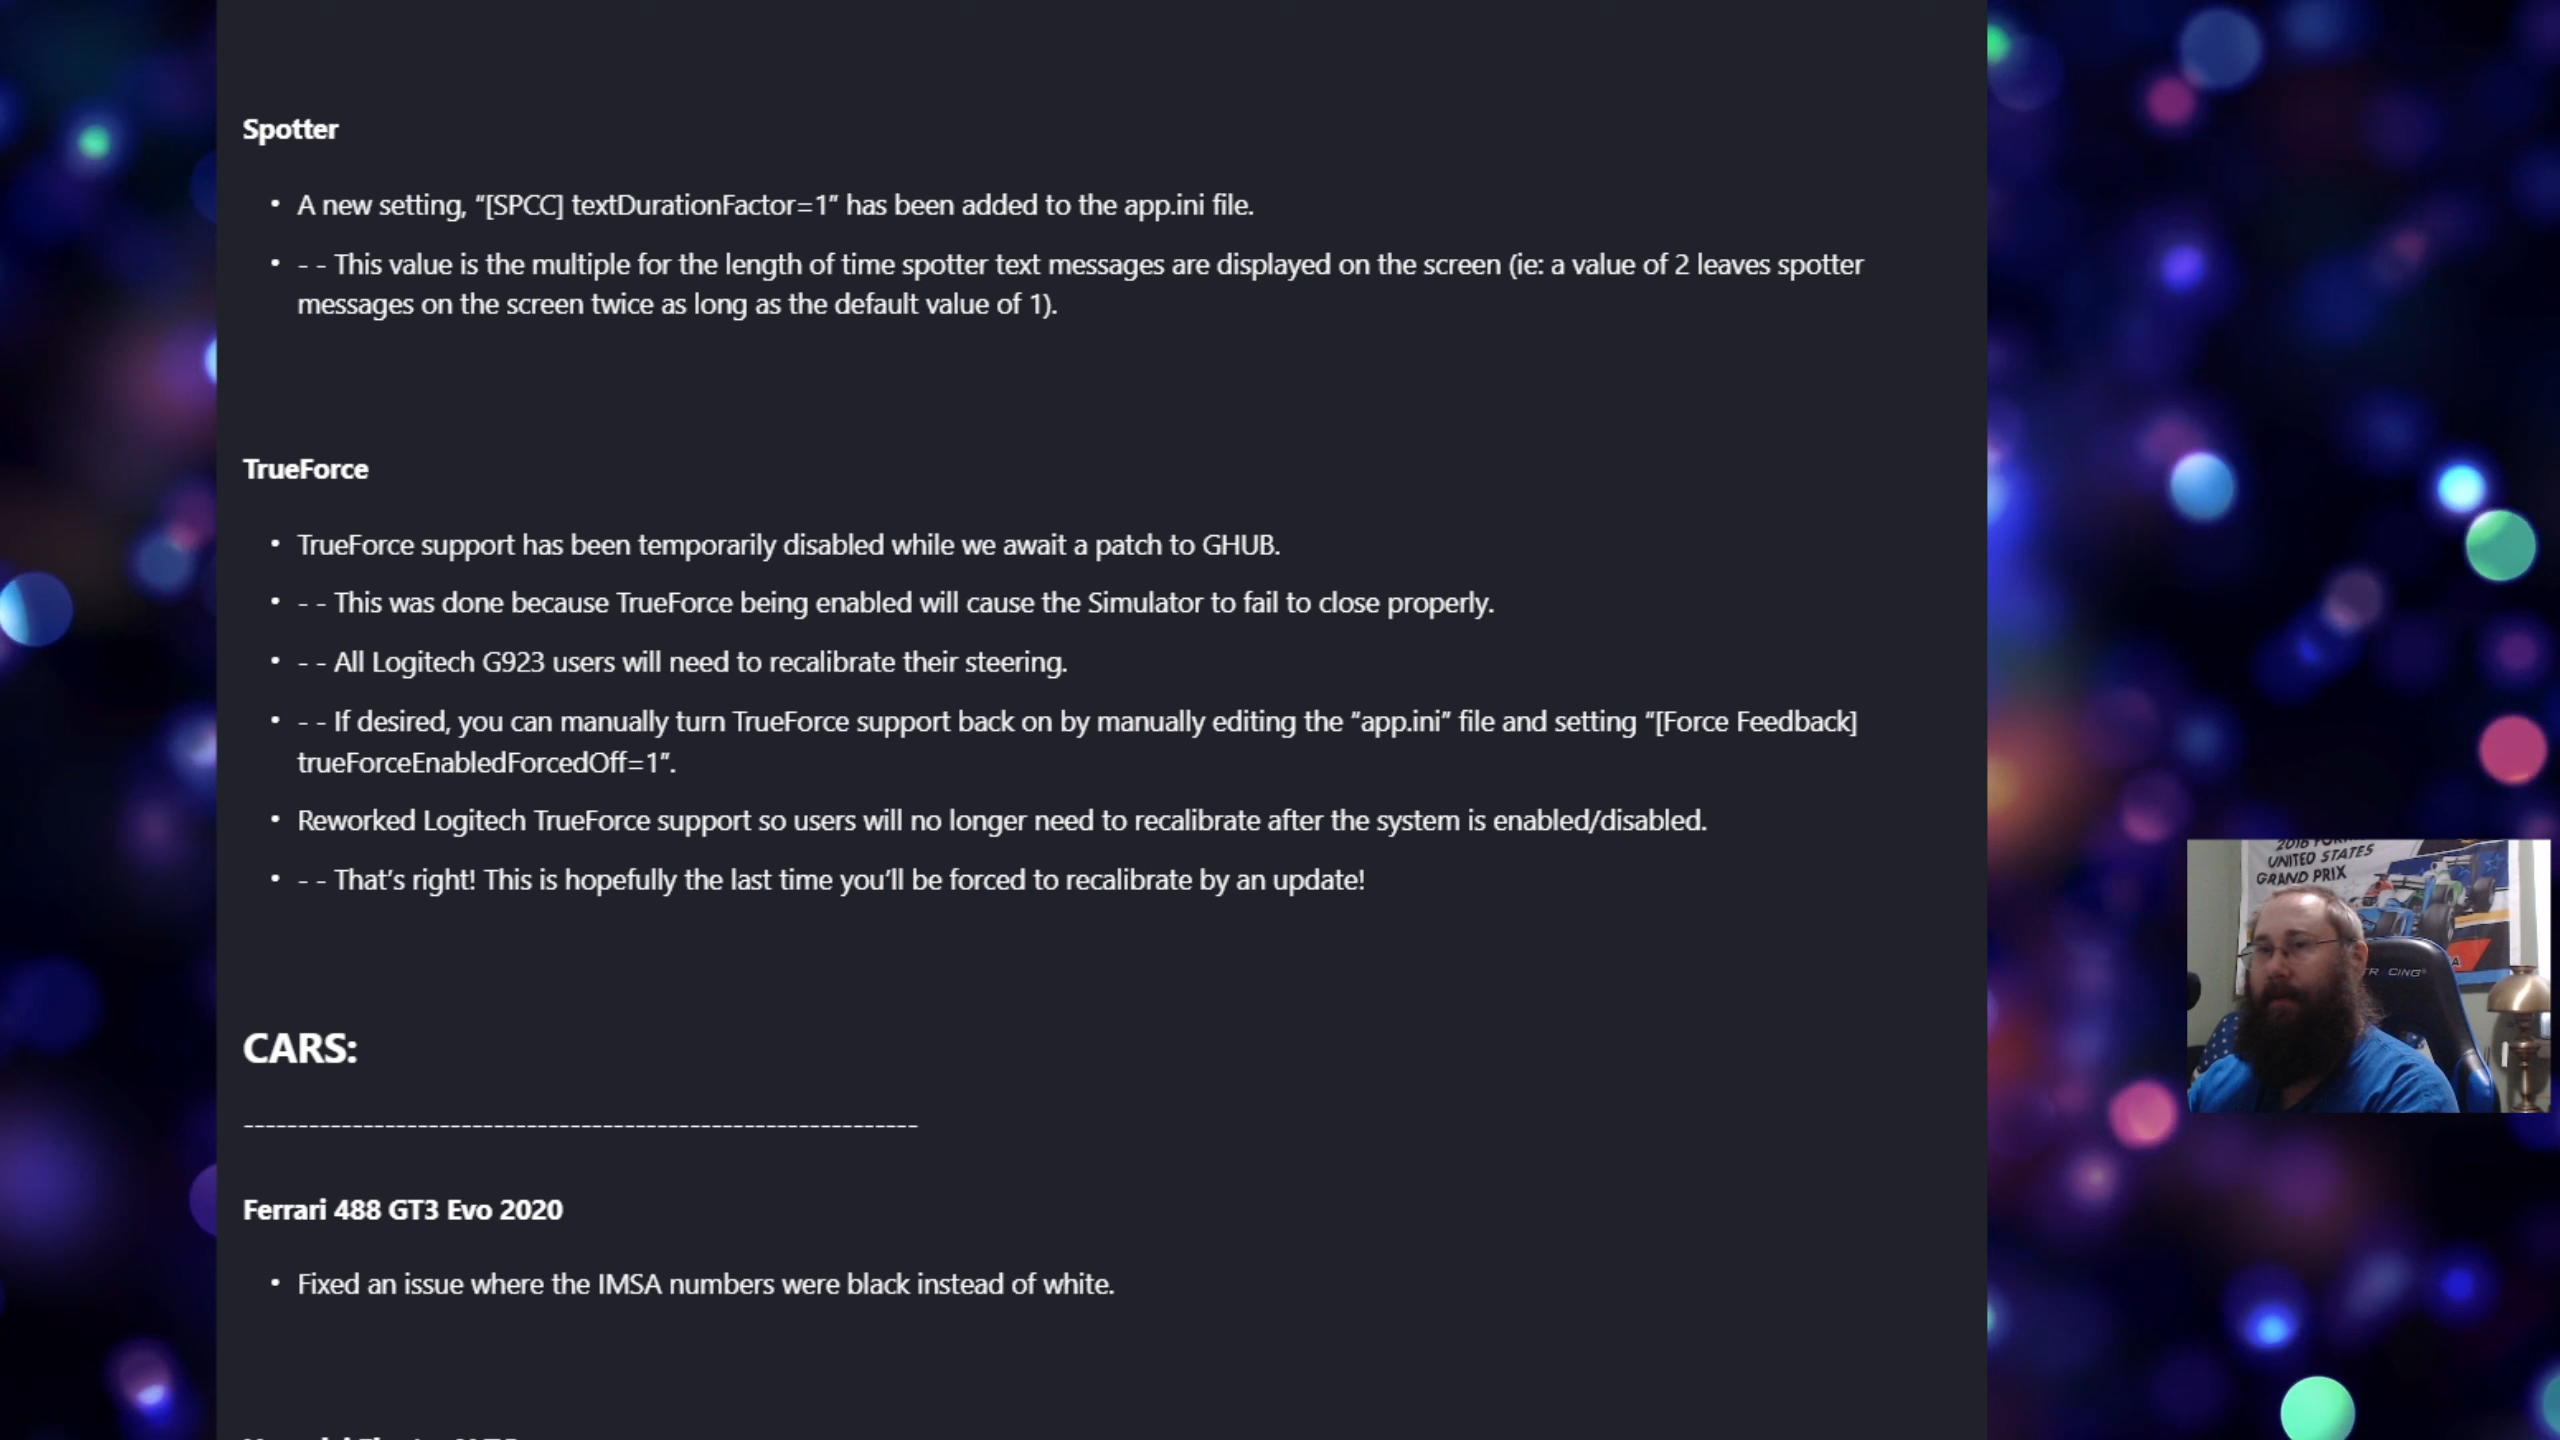 Spotter
• A new setting, “[SPCC] textDurationFactor=1” has been added to the app.ini file.
• - - This value is the multiple for the length of time spotter text messages are displayed on the screen (ie: a value of 2 leaves spotter
messages on the screen twice as long as the default value of 1).
TrueForce
• TrueForce support has been temporarily disabled while we await a patch to GHUB.
• - - This was done because TrueForce being enabled will cause the Simulator to fail to close properly.
• - - All Logitech G923 users will need to recalibrate their steering.
• - - If desired, you can manually turn TrueForce support back on by manually editing the “app.ini” file and setting “[Force Feedback]
trueForceEnabledForcedOff=1”.
• Reworked Logitech TrueForce support so users will no longer need to recalibrate after the system is enabled/disabled.
• - - That’s right! This is hopefully the last time you’ll be forced to recalibrate by an update!
CARS:
--------------------------------------------------------------
Ferrari 488 GT3 Evo 2020
• Fixed an issue where the IMSA numbers were black instead of white.
2016
UNITED STATES
GRAND PRIX